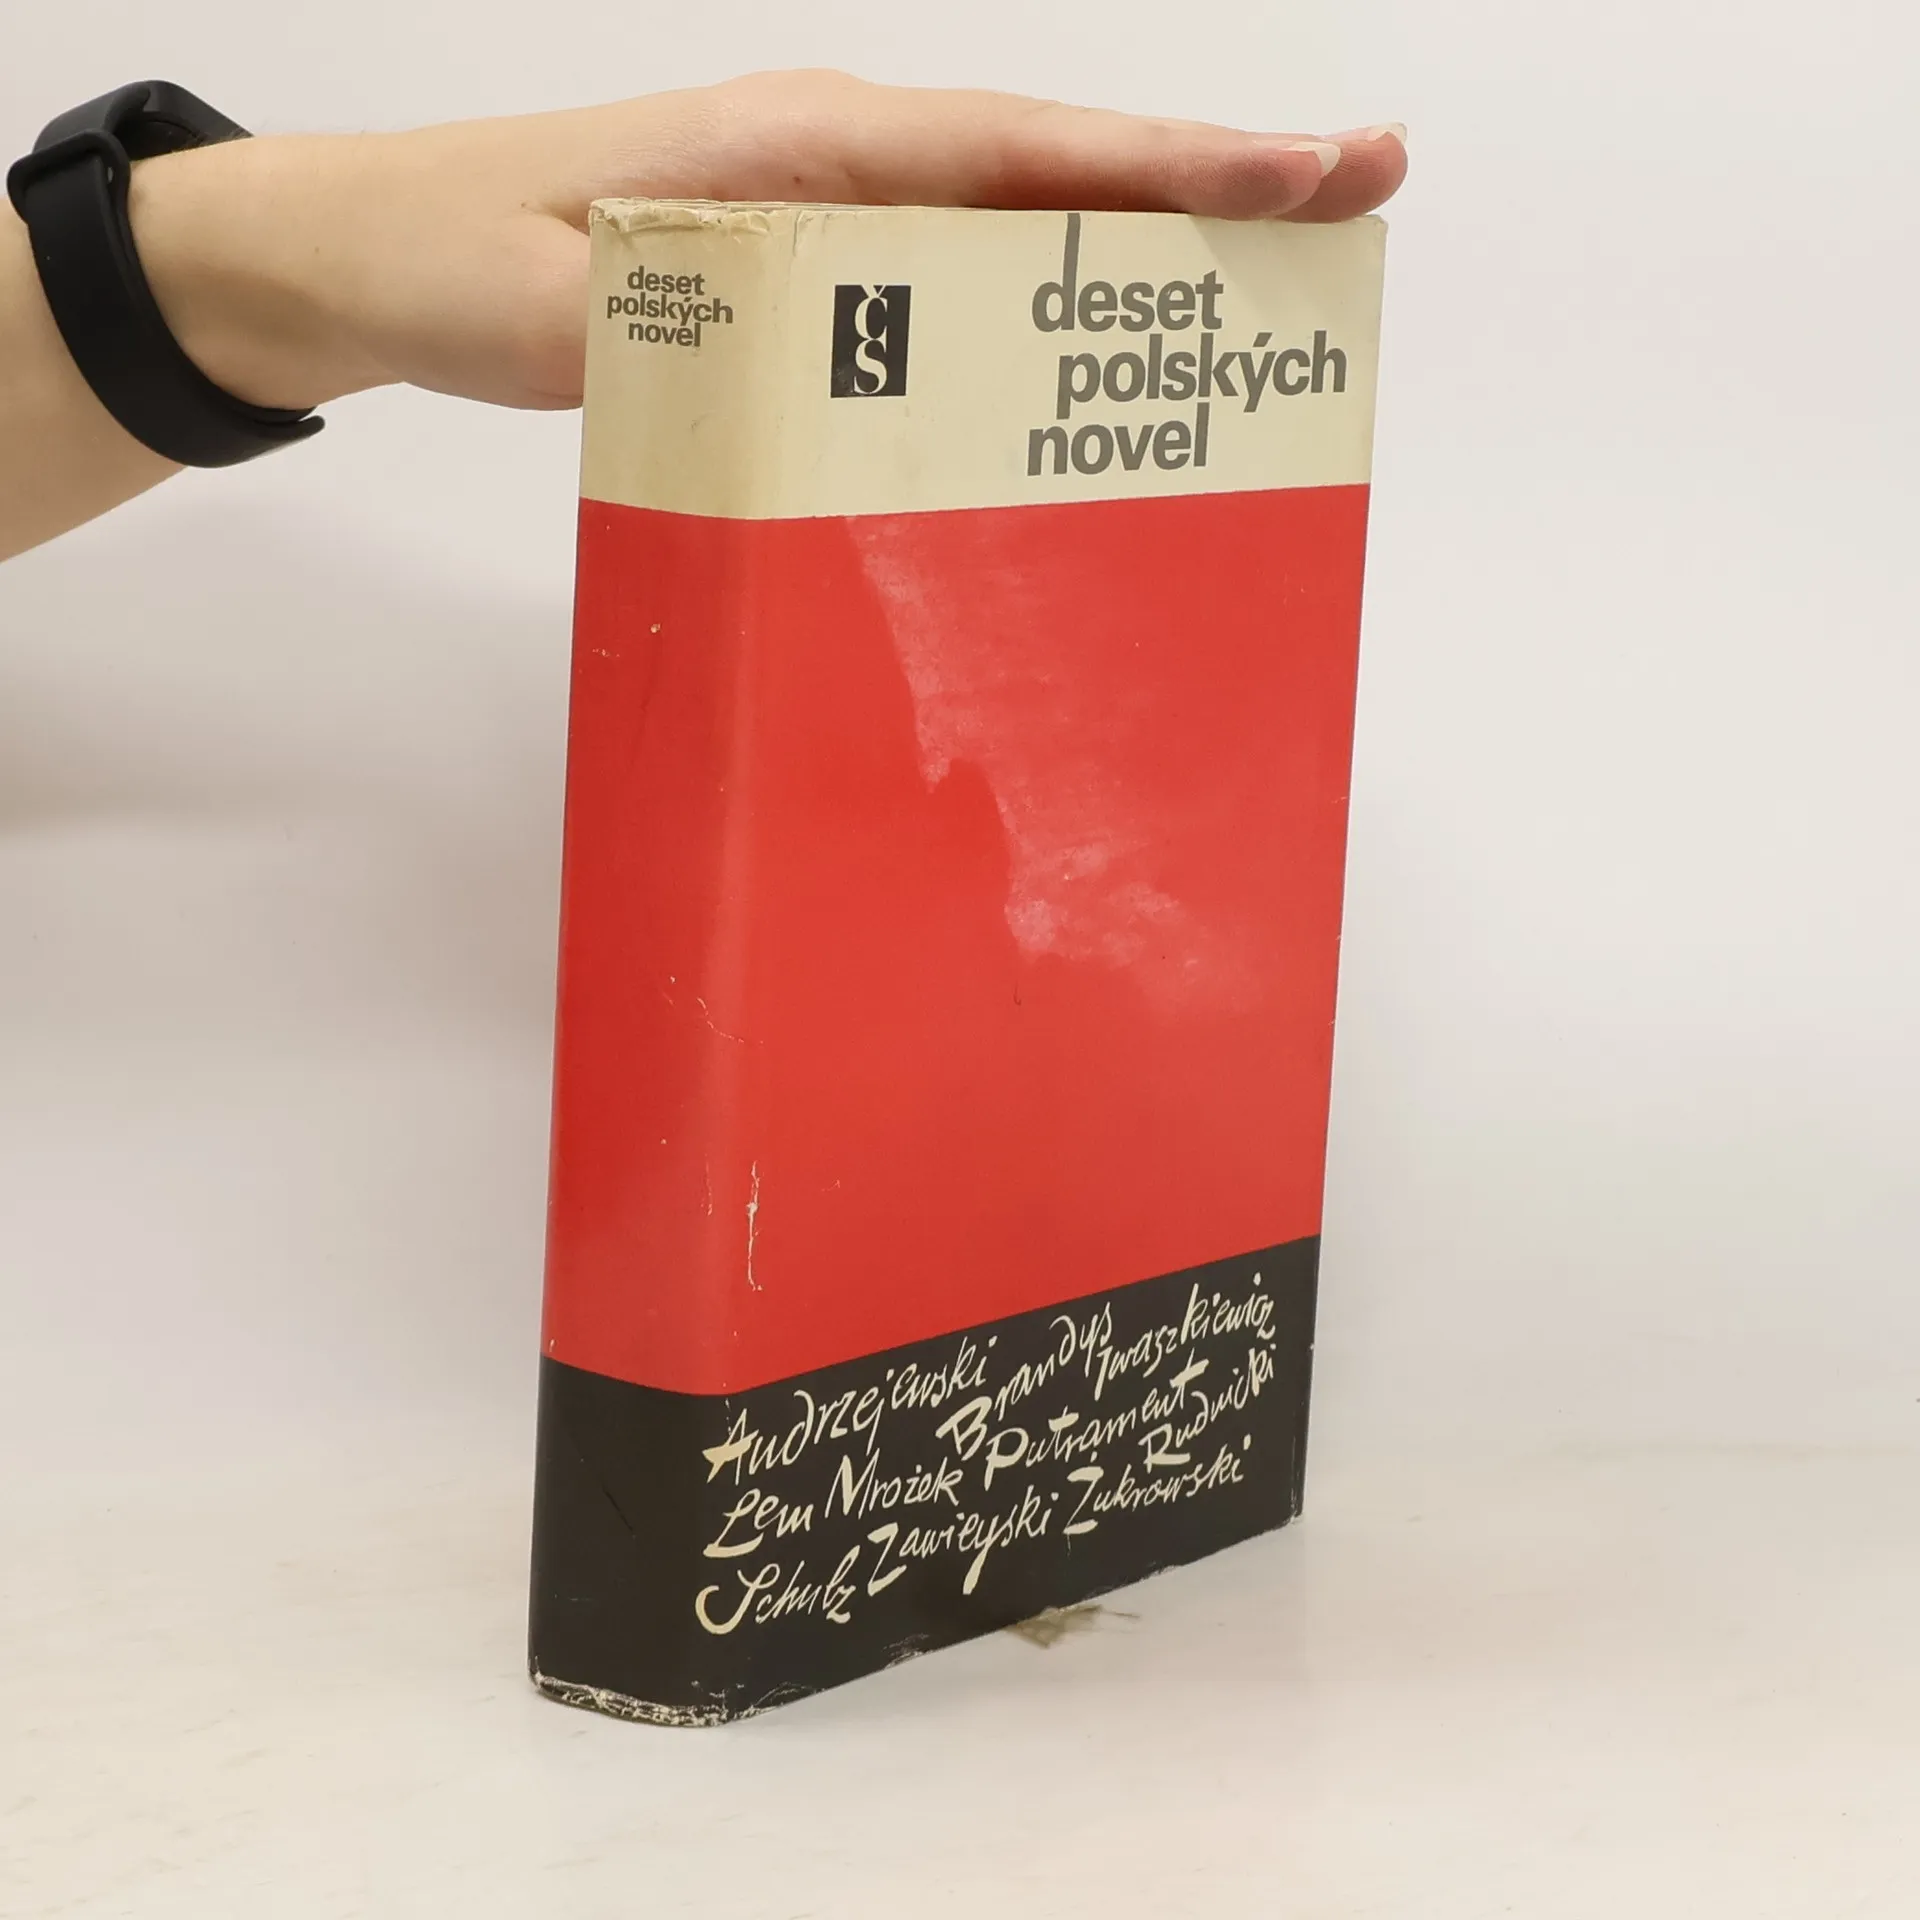 deset
polských
novel
ČS
deset
polských
novel
Andrzejewski Brandys Iwaszkiewicz
Lem Mrożek Putrament Rudnicki
Schulz Zawieyski Żukrowski